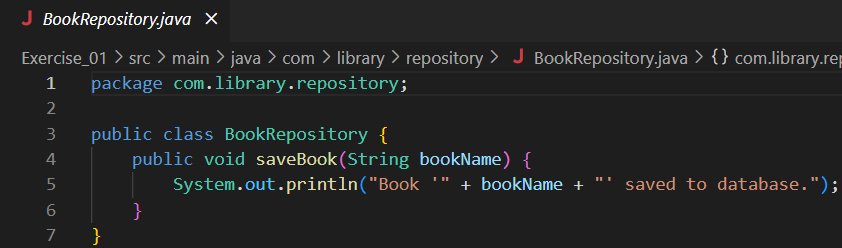 J BookRepository.java ×
Exercise_01 > src > main > java > com > library > repository > J BookRepository.java > {} com.library.rep
1 package com.library.repository;
2
3 public class BookRepository {
4 public void saveBook(String bookName) {
5 System.out.println("Book '" + bookName + "' saved to database.");
6 }
7 }